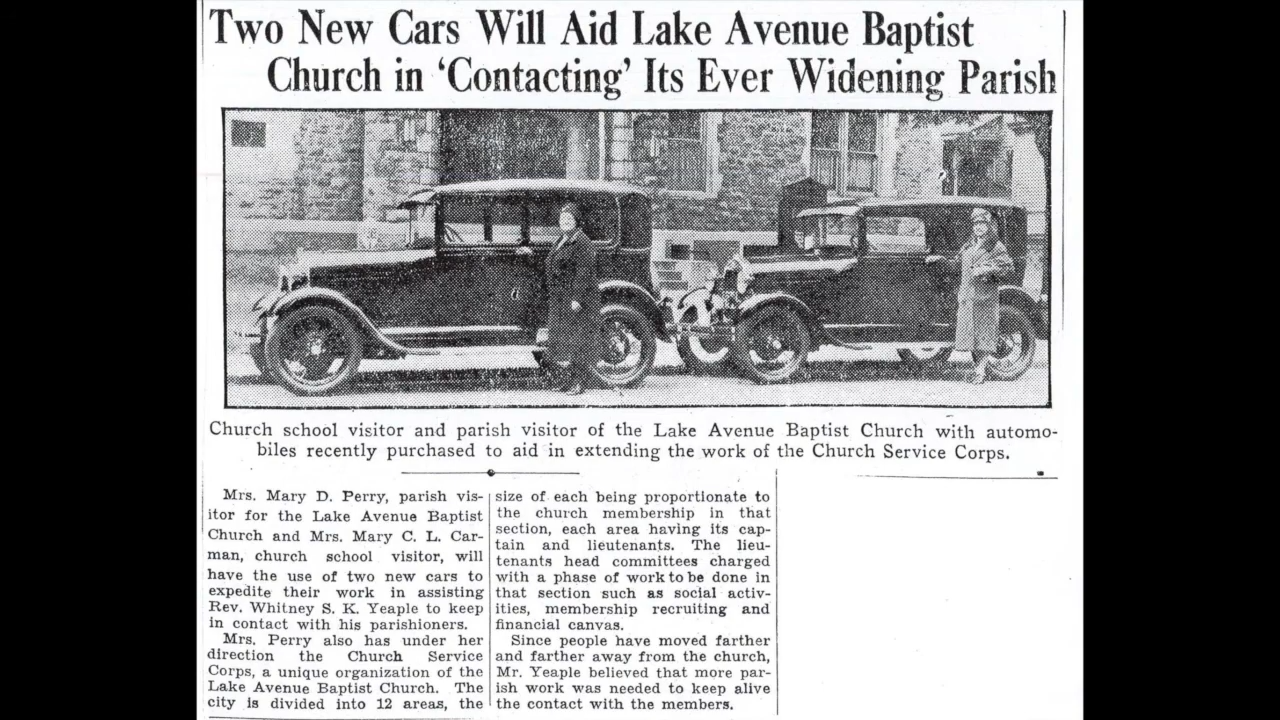 Two New Cars Will Aid Lake Avenue Baptist
Church in ‘Contacting’ Its Ever Widening Parish
Church school visitor and parish visitor of the Lake Avenue Baptist Church with automo-
biles recently purchased to aid in extending the work of the Church Service Corps.
Mrs. Mary D. Perry, parish vis-
itor for the Lake Avenue Baptist
Church and Mrs. Mary C. L. Car-
man, church school visitor, will
have the use of two new cars to
expedite their work in assisting
Rev. Whitney S. K. Yeaple to keep
in contact with his parishioners.
Mrs. Perry also has under her
direction the Church Service
Corps, a unique organization of the
Lake Avenue Baptist Church. The
city is divided into 12 areas, the
size of each being proportionate to
the church membership in that
section, each area having its cap-
tain and lieutenants. The lieu-
tenants head committees charged
with a phase of work to be done in
that section such as social activ-
ities, membership recruiting and
financial canvas.
Since people have moved farther
and farther away from the church,
Mr. Yeaple believed that more par-
ish work was needed to keep alive
the contact with the members.